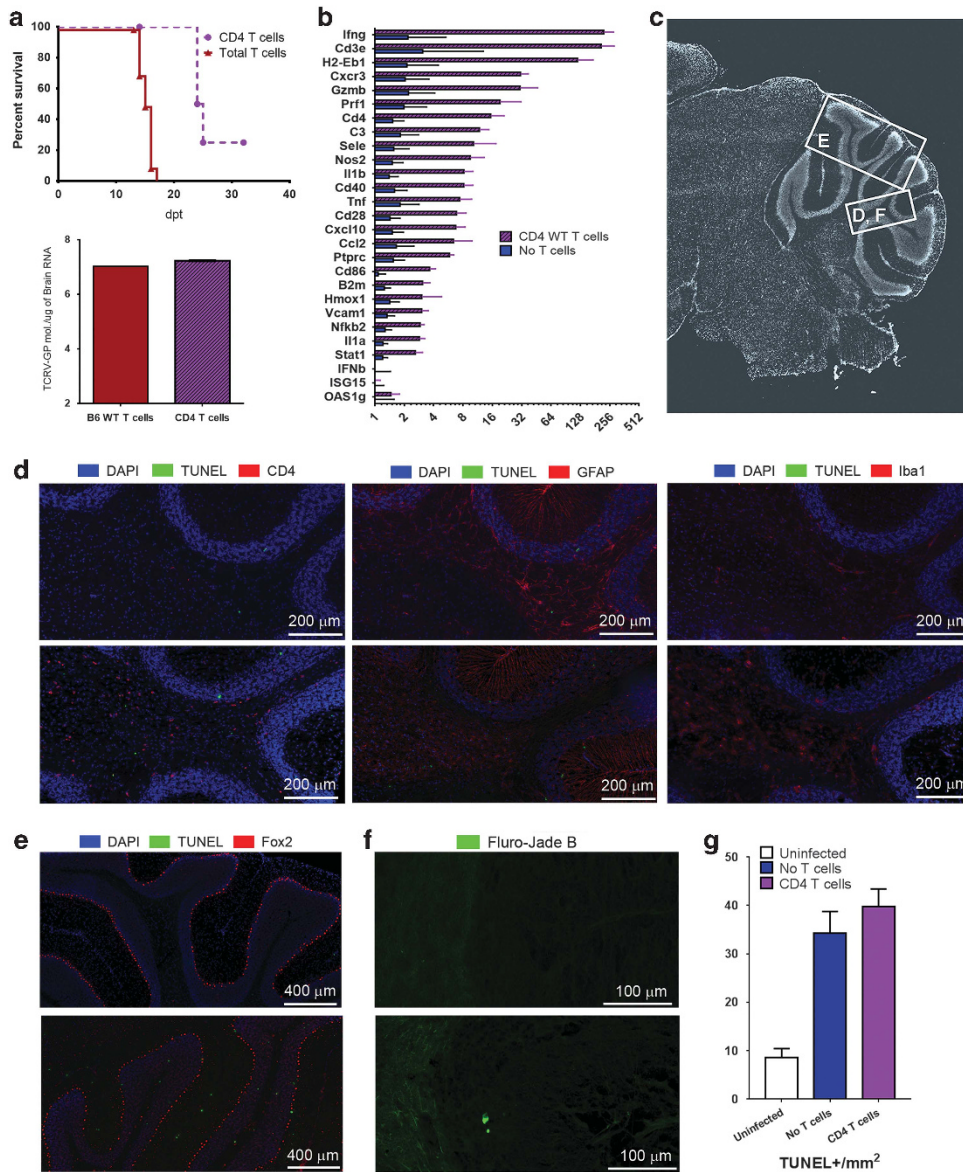 a
100
80
60
40
20
0
Percent survival
CD4 T cells
Total T cells
0 10 20 30 40
dpt
8
6
4
2
TCRV-GP mol./ug of Brain RNA
B6 WT T cells
CD4 T cells
b
Ifng
Cd3e
H2-Eb1
Cxcr3
Gzmb
Prf1
Cd4
C3
Sele
Nos2
Il1b
Cd40
Tnf
Cd28
Cxcl10
Ccl2
Ptprc
Cd86
B2m
Hmox1
Vcam1
Nfkb2
Il1a
Stat1
IFNb
ISG15
OAS1g
CD4 WT T cells
No T cells
1 2 4 8 16 32 64 128 256 512
c
E
D, F
d
DAPI TUNEL CD4
DAPI TUNEL GFAP
DAPI TUNEL Iba1
200 µm
200 µm
200 µm
200 µm
200 µm
200 µm
e
DAPI TUNEL Fox2
400 µm
400 µm
f
Fluro-Jade B
100 µm
100 µm
g
Uninfected
No T cells
CD4 T cells
50
40
30
20
10
0
Uninfected
No T cells
CD4 T cells
TUNEL+/mm²